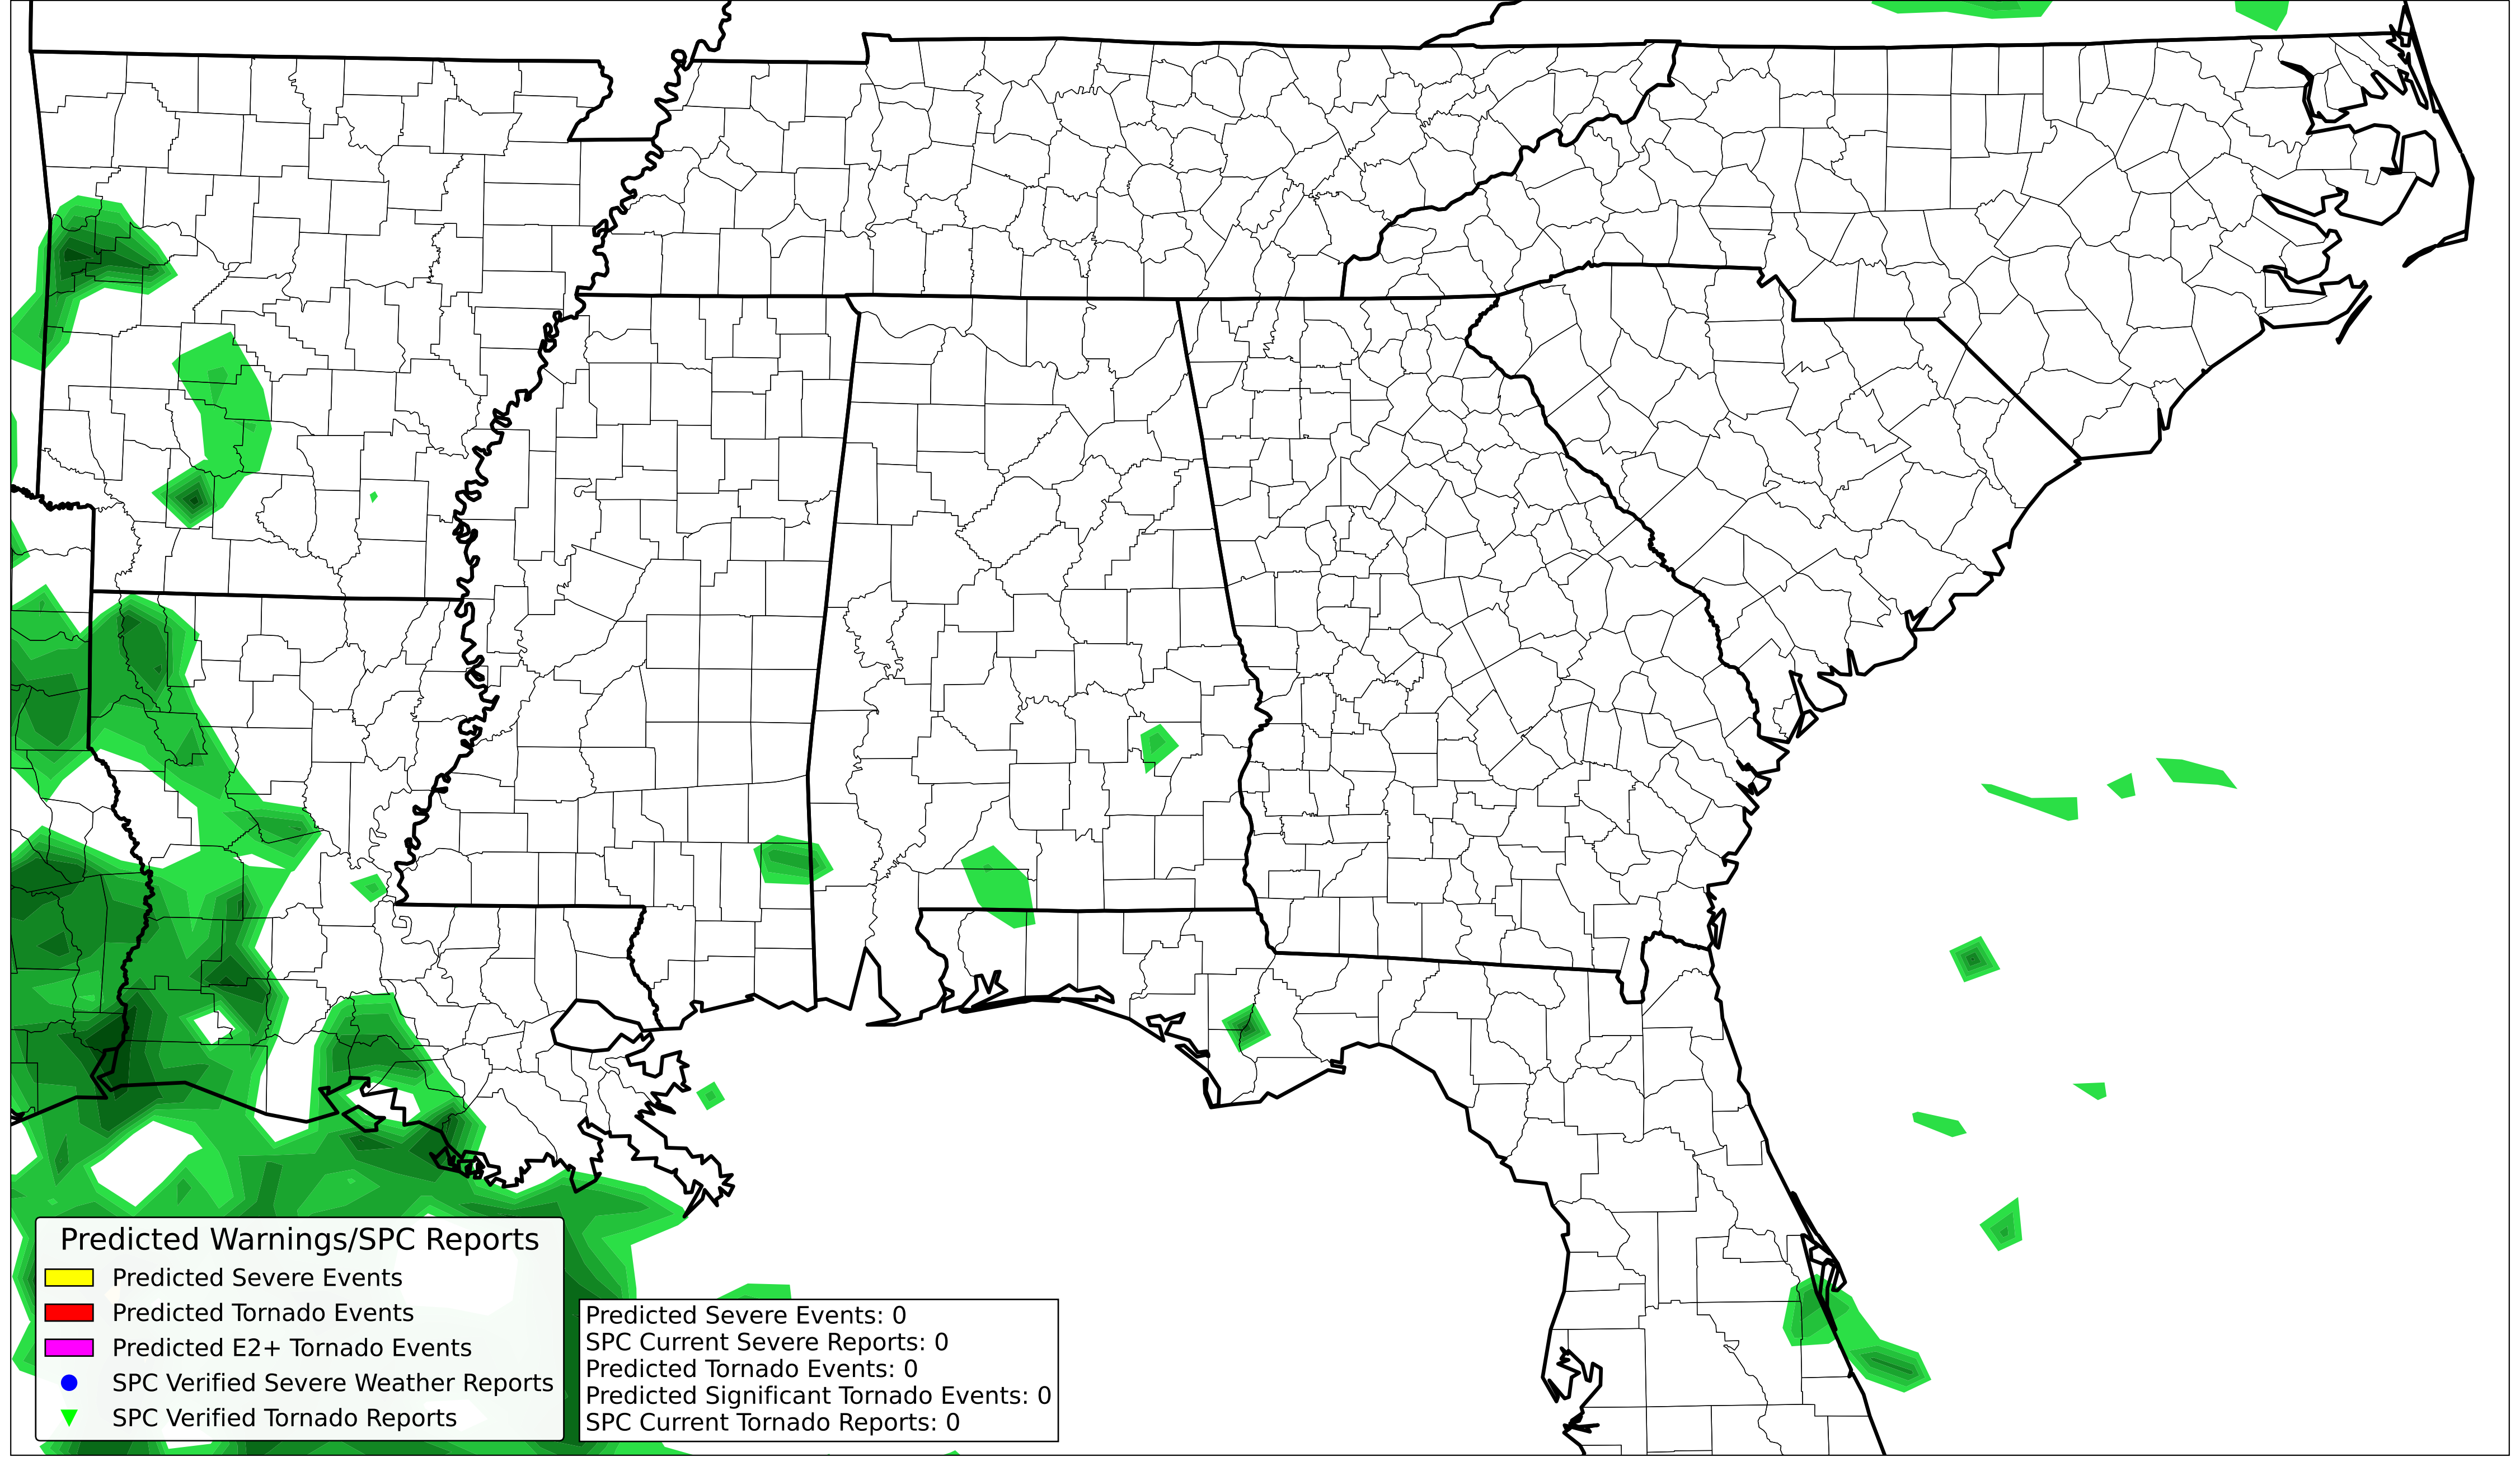 Predicted Warnings/SPC Reports
Predicted Severe Events
Predicted Tornado Events
Predicted E2+ Tornado Events
SPC Verified Severe Weather Reports
SPC Verified Tornado Reports
Predicted Severe Events: 0
SPC Current Severe Reports: 0
Predicted Tornado Events: 0
Predicted Significant Tornado Events: 0
SPC Current Tornado Reports: 0